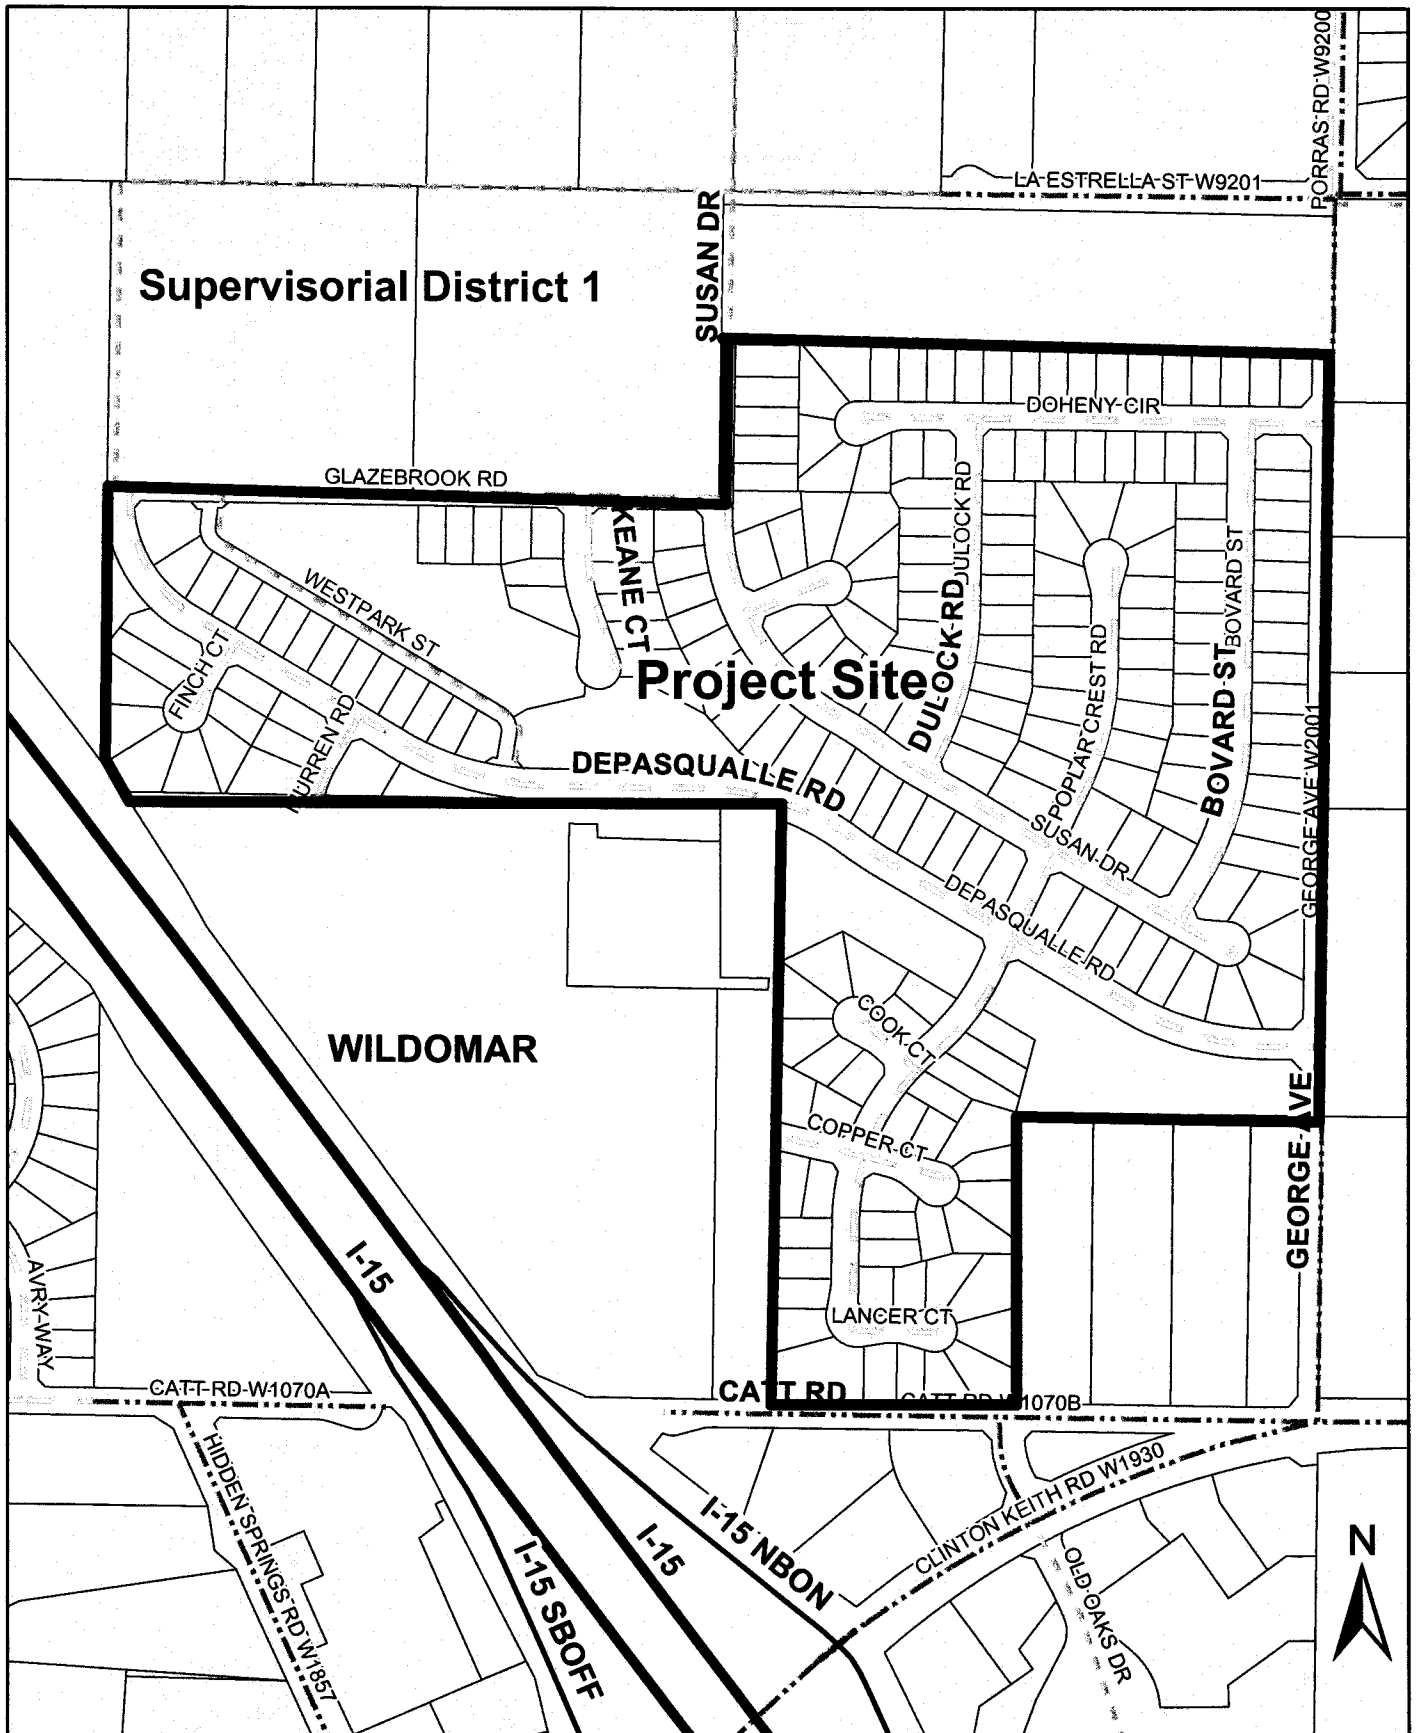 PORRAS RD W9200
LA ESTRELLA ST W9201
SUSAN DR
Supervisorial District 1
DOHENY CIR
GLAZEBROOK RD
DULOCK RD
KEANE CT
BOVARD ST
WESTPARK ST
DULOCK RD
FINCH CT
POPLAR CREST RD
BOVARD ST
Project Site
MURREN RD
GEORGE AVE W2001
DEPASQUALLE RD
SUSAN DR
DEPASQUALLE RD
COOK CT
WILDOMAR
GEORGE AVE
COPPER CT
I-15
AVRY WAY
LANCER CT
CATT RD W1070A
CATT RD
CATT RD W1070B
HIDDEN SPRINGS RD W1857
CLINTON KEITH RD W1930
I-15 NBON
I-15
N
I-15 SBOFF
OLD OAKS DR